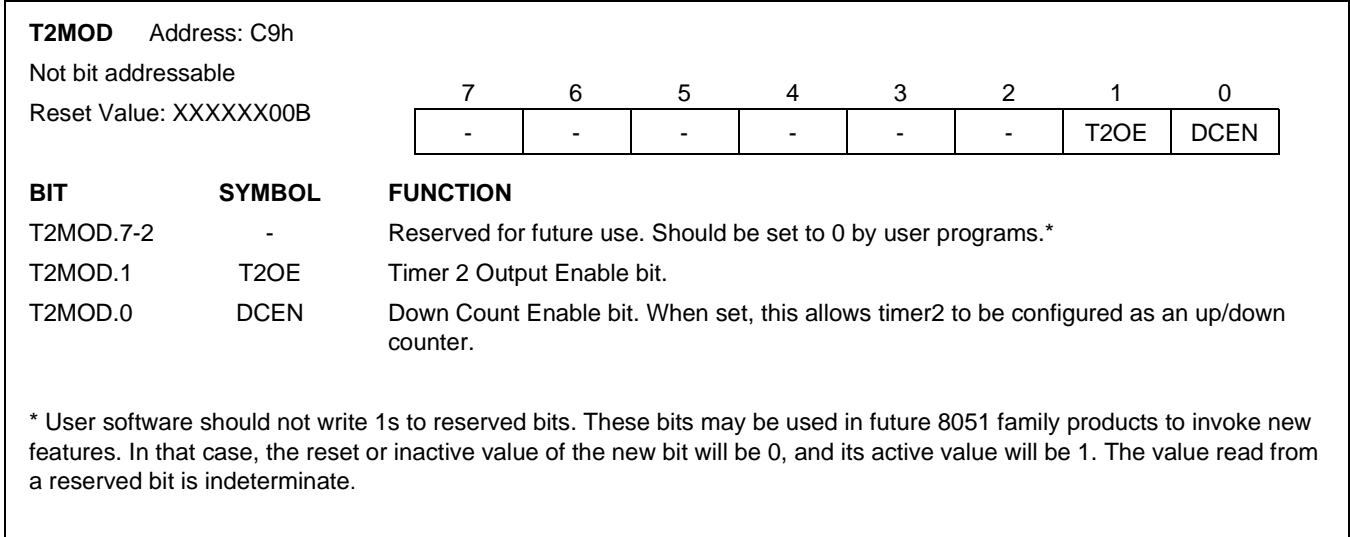 T2MOD Address: C9h
Not bit addressable
Reset Value: XXXXXX00B
7 6 5 4 3 2 1 0
- - - - - - T2OE DCEN
BIT SYMBOL FUNCTION
T2MOD.7-2 - Reserved for future use. Should be set to 0 by user programs.*
T2MOD.1 T2OE Timer 2 Output Enable bit.
T2MOD.0 DCEN Down Count Enable bit. When set, this allows timer2 to be configured as an up/down
counter.
* User software should not write 1s to reserved bits. These bits may be used in future 8051 family products to invoke new
features. In that case, the reset or inactive value of the new bit will be 0, and its active value will be 1. The value read from
a reserved bit is indeterminate.